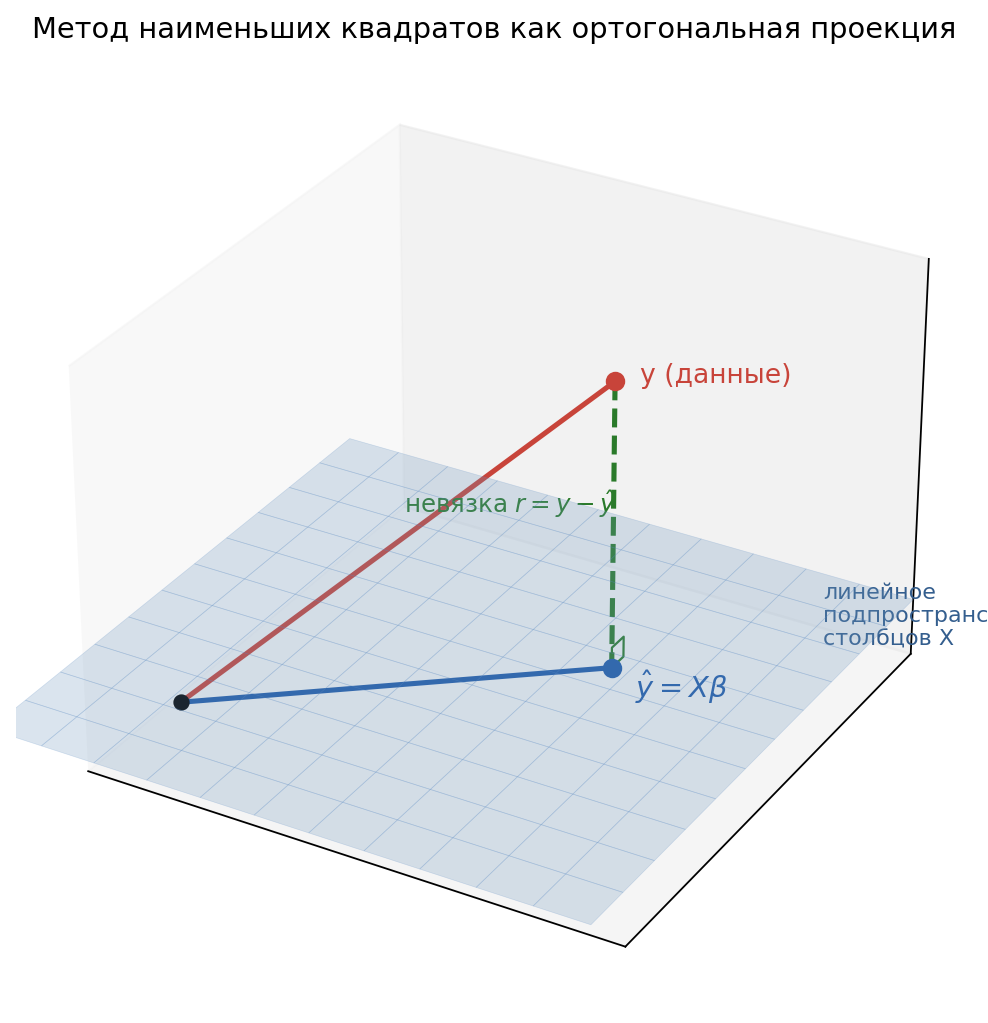 Метод наименьших квадратов как ортогональная проекция
y (данные)
невязка r = y − ŷ
линейное
подпространс
столбцов X
ŷ = Xβ